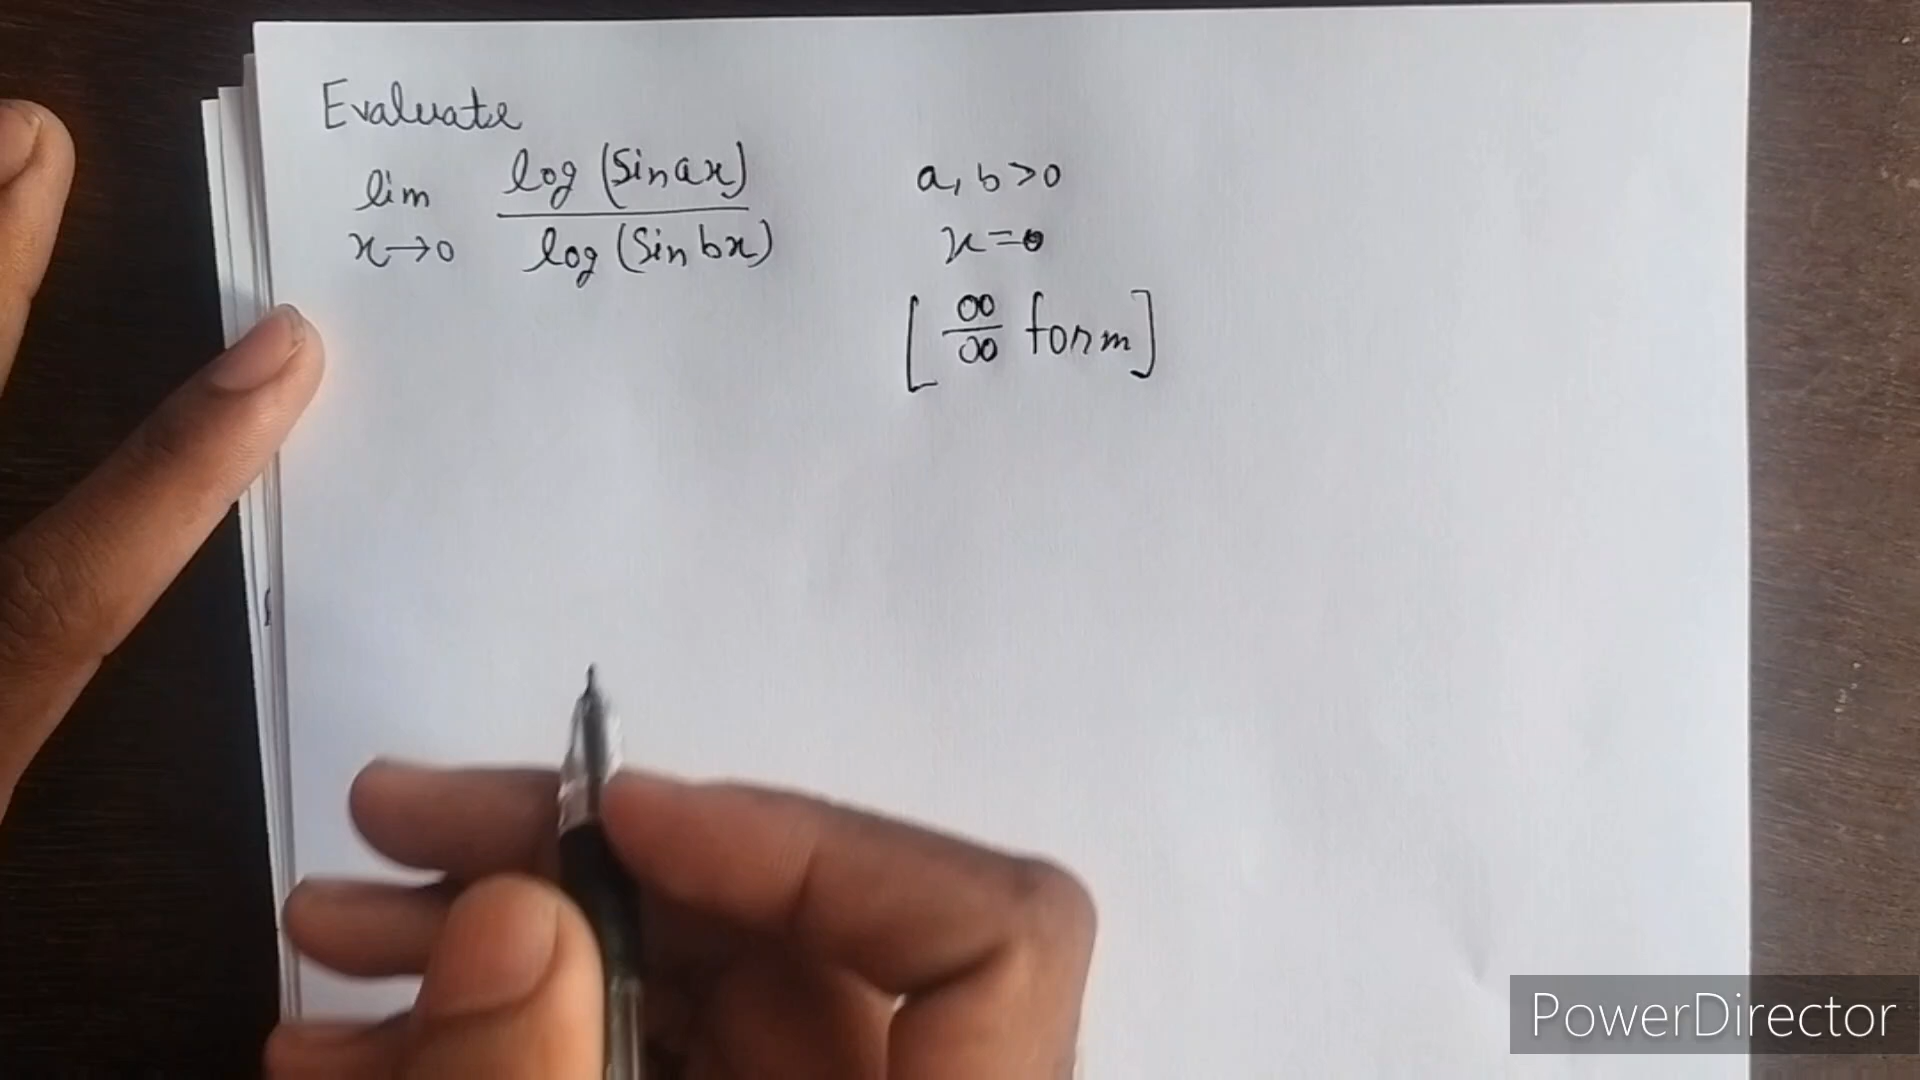 Evaluate
lim x→0 log (Sin ax) / log (Sin bx)
a, b > 0
x = 0
[ ∞/∞ form ]
PowerDirector